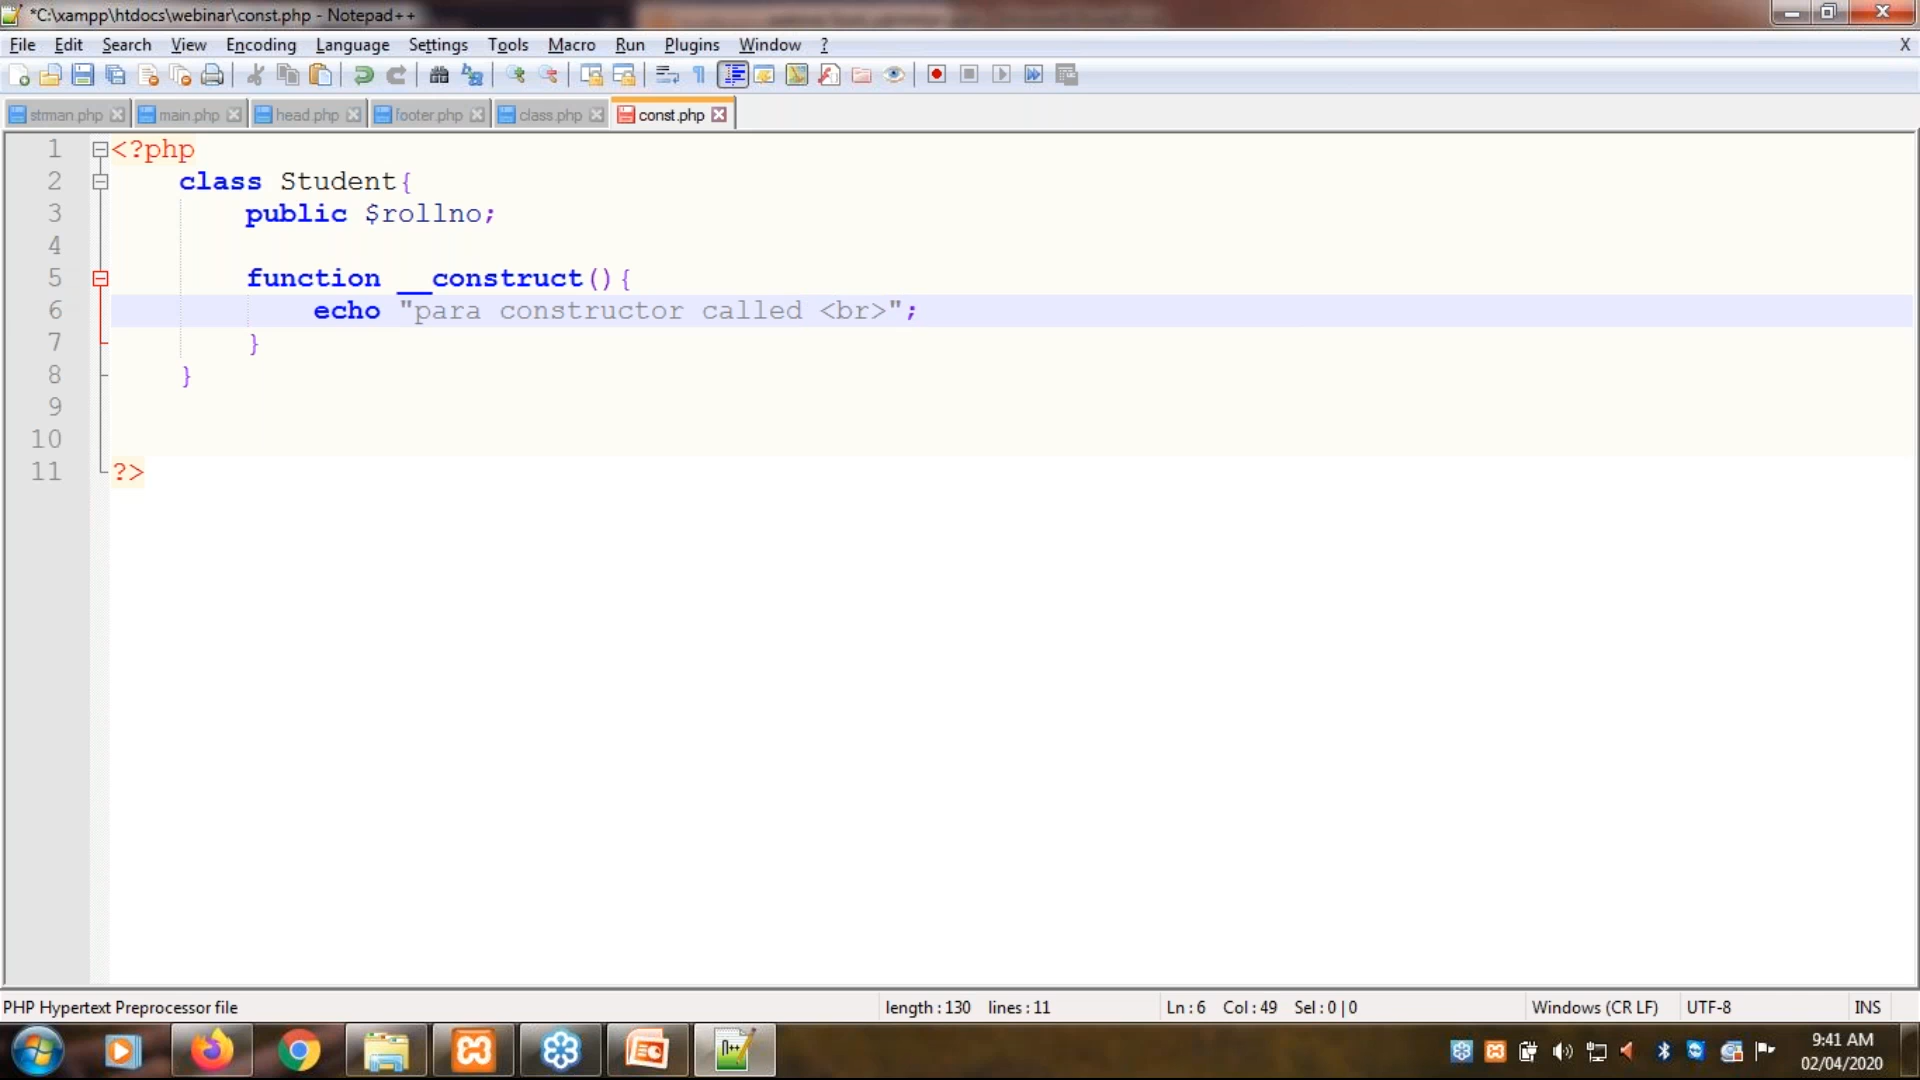 *C:\xampp\htdocs\webinar\const.php - Notepad++
File Edit Search View Encoding Language Settings Tools Macro Run Plugins Window ? X
strman.php main.php head.php footer.php class.php const.php
1 <?php
2 class Student{
3 public $rollno;
4
5 function __construct(){
6 echo "para constructor called <br>";
7 }
8 }
9
10
11 ?>
PHP Hypertext Preprocessor file length : 130 lines : 11 Ln : 6 Col : 49 Sel : 0 | 0 Windows (CR LF) UTF-8 INS
9:41 AM
02/04/2020